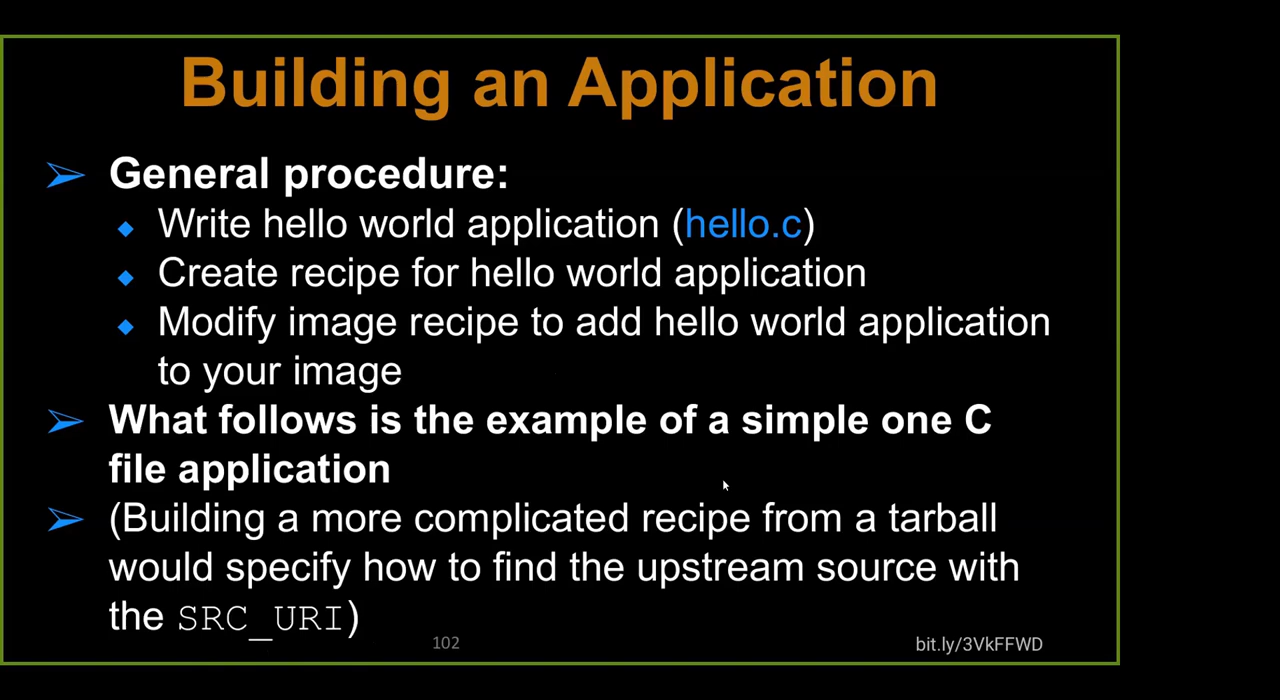 Building an Application
General procedure:
Write hello world application (hello.c)
Create recipe for hello world application
Modify image recipe to add hello world application
to your image
What follows is the example of a simple one C
file application
(Building a more complicated recipe from a tarball
would specify how to find the upstream source with
the SRC_URI)
102
bit.ly/3VkFFWD